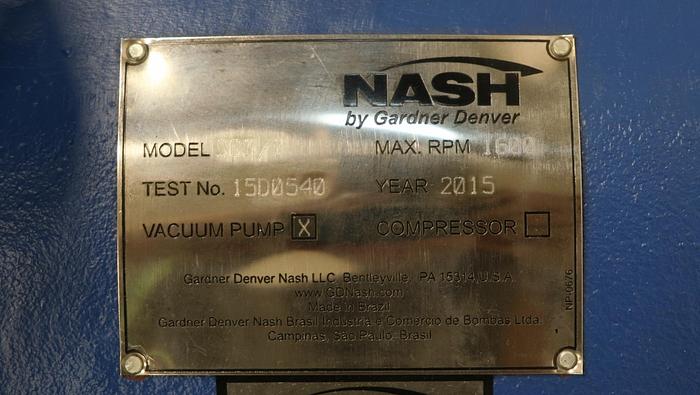 NASH
by Gardner Denver
MODEL MAX. RPM 1600
TEST No. 15D0540 YEAR 2015
VACUUM PUMP X COMPRESSOR
Gardner Denver Nash LLC Bentleyville, PA 15314,U.S.A.
www.GDNash.com
Made in Brazil
Gardner Denver Nash Brasil Industria e Comercio de Bombas Ltda.
Campinas, Sao Paulo, Brasil
NP-0676